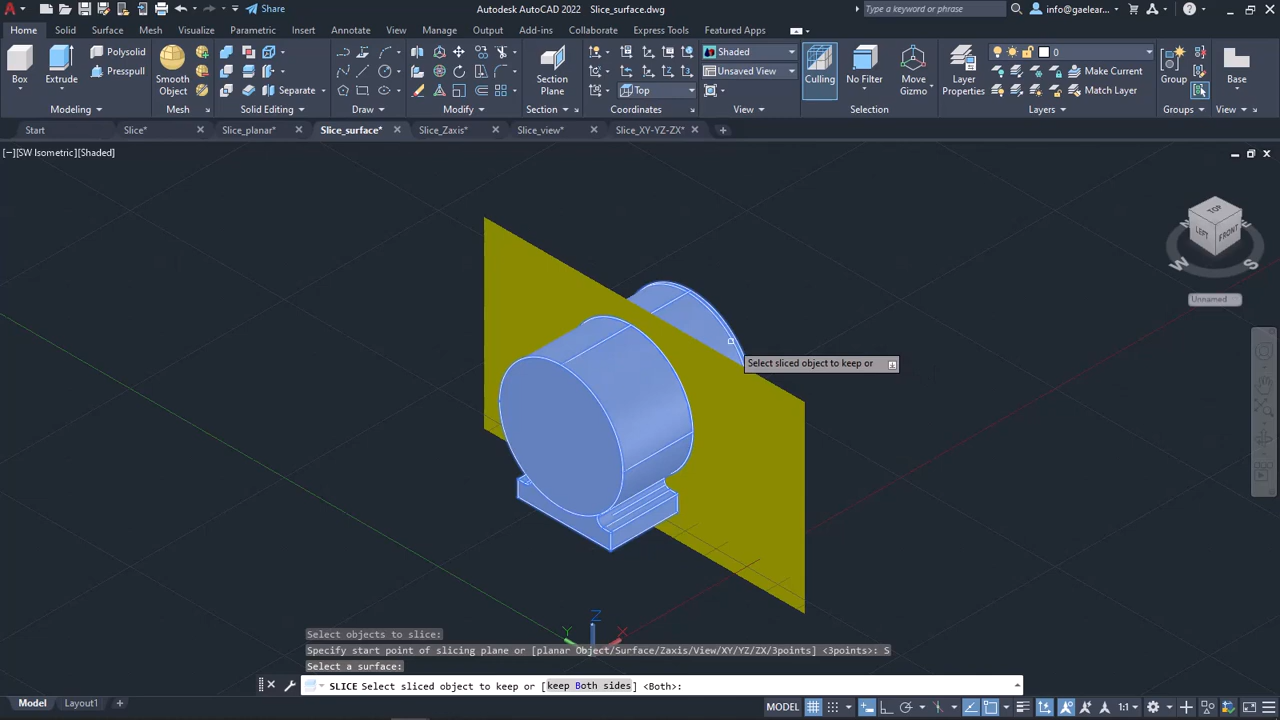 A Share Autodesk AutoCAD 2022 Slice_surface.dwg Type a keyword or phrase info@gaelear...
Home Solid Surface Mesh Visualize Parametric Insert Annotate View Manage Output Add-ins Collaborate Express Tools Featured Apps
Polysolid Shaded 0
Presspull Unsaved View Make Current
Box Extrude Smooth Object Separate Section Plane Top Culling No Filter Move Gizmo Layer Properties Match Layer Group Base
Modeling Mesh Solid Editing Draw Modify Section Coordinates View Selection Layers Groups View
Start Slice* Slice_planar* Slice_surface* Slice_Zaxis* Slice_view* Slice_XY-YZ-ZX*
[–][SW Isometric][Shaded]
TOP
LEFT FRONT
W S
Unnamed
Select sliced object to keep or
Z
Y X
Select objects to slice:
Specify start point of slicing plane or [planar Object/Surface/Zaxis/View/XY/YZ/ZX/3points] <3points>: S
Select a surface:
SLICE Select sliced object to keep or [keep Both sides] <Both>:
Model Layout1 MODEL 1:1